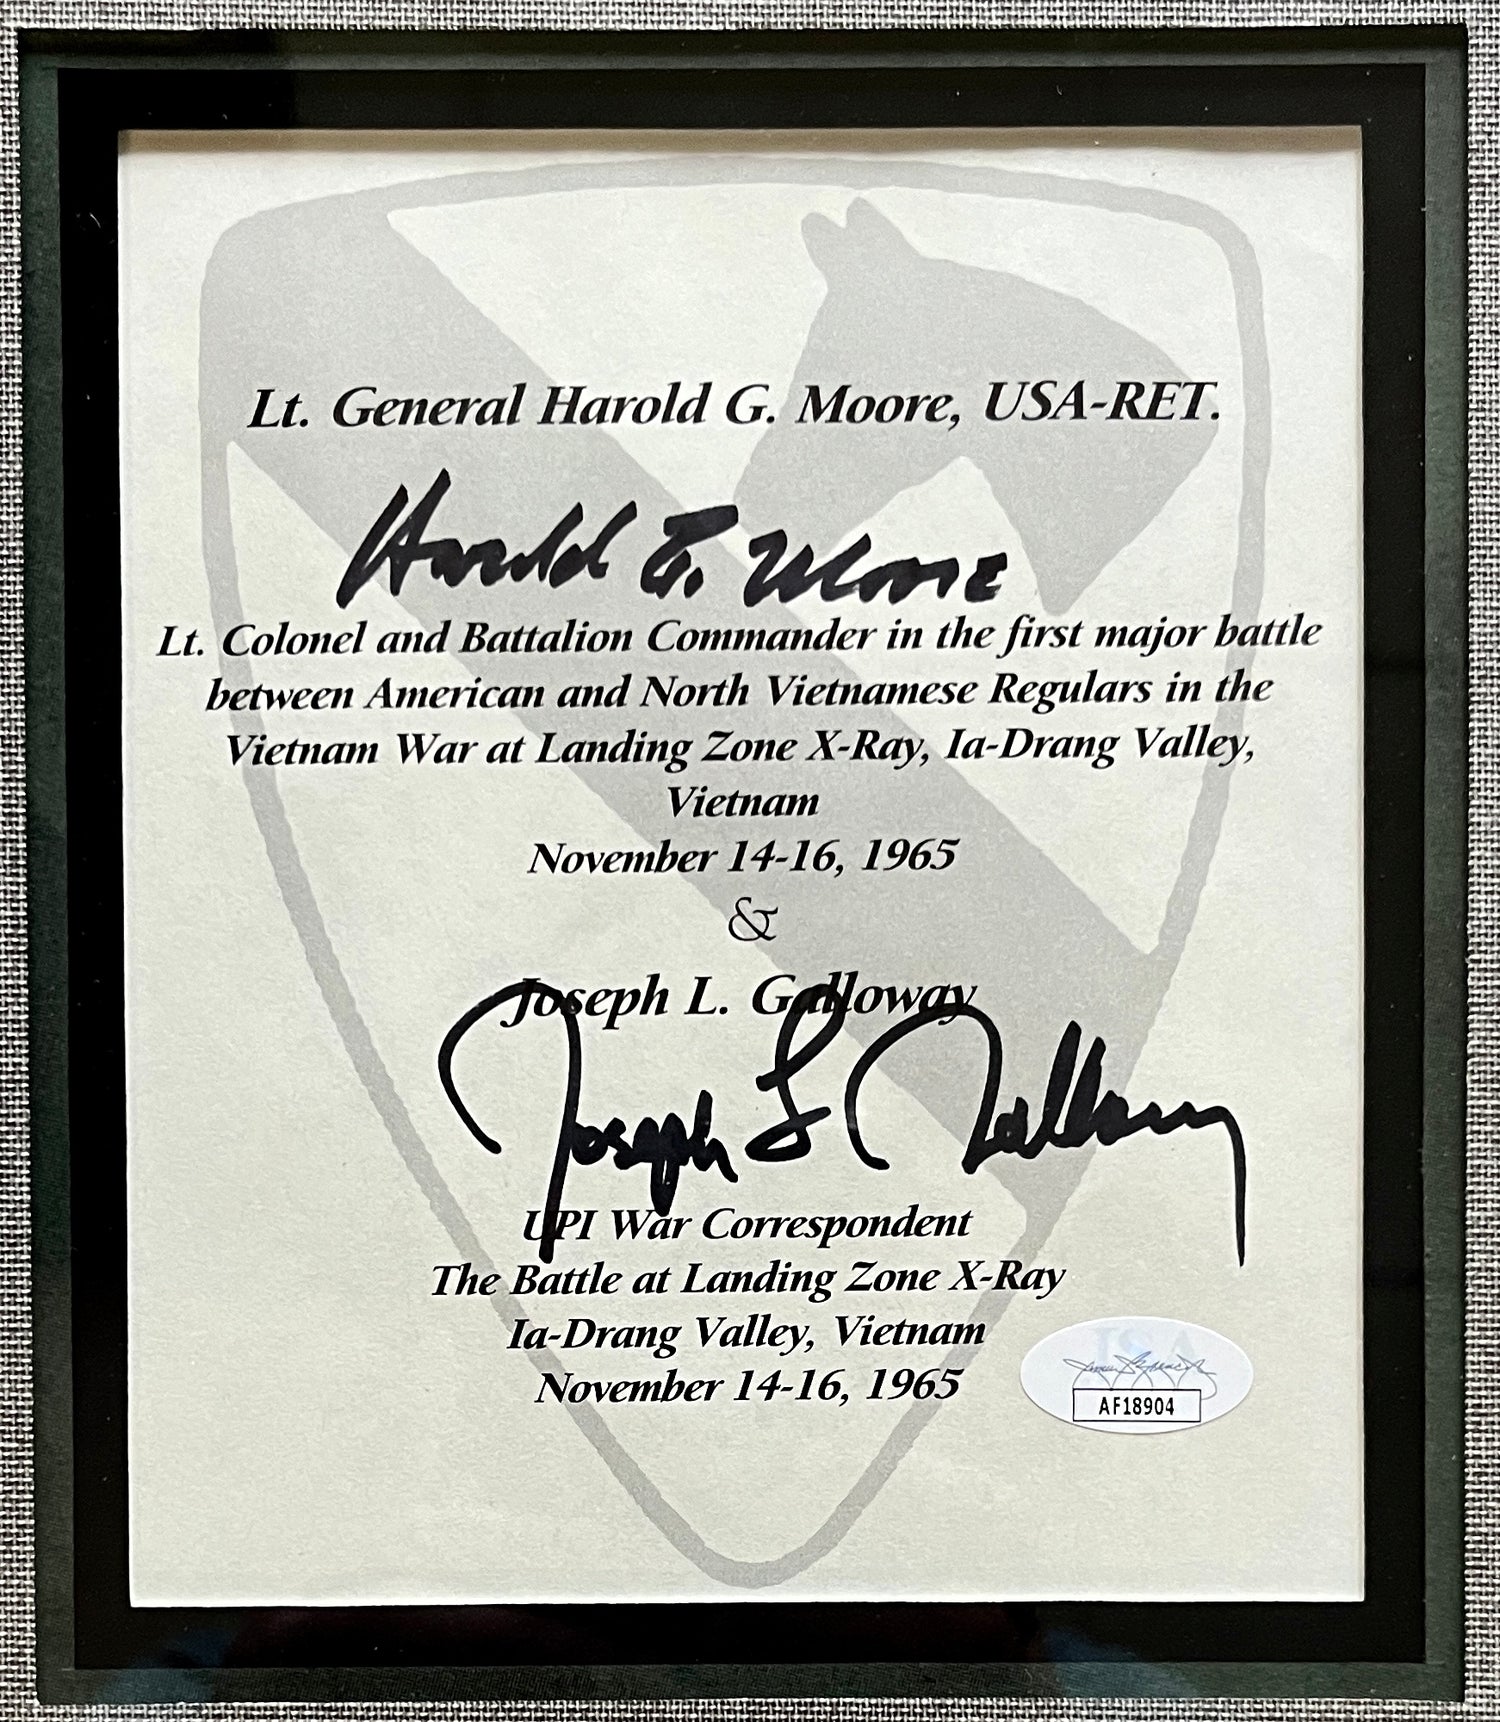 Lt. General Harold G. Moore, USA-RET.
Harold G. Moore
Lt. Colonel and Battalion Commander in the first major battle
between American and North Vietnamese Regulars in the
Vietnam War at Landing Zone X-Ray, Ia-Drang Valley,
Vietnam
November 14-16, 1965
&
Joseph L. Galloway
Joseph L Galloway
UPI War Correspondent
The Battle at Landing Zone X-Ray
Ia-Drang Valley, Vietnam
November 14-16, 1965
AF18904